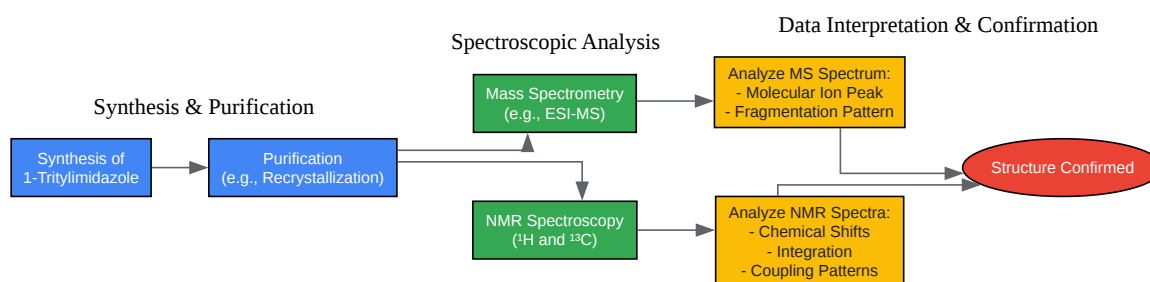 Synthesis & Purification
Synthesis of
1-Tritylimidazole
Purification
(e.g., Recrystallization)
Spectroscopic Analysis
Mass Spectrometry
(e.g., ESI-MS)
NMR Spectroscopy
(¹H and ¹³C)
Data Interpretation & Confirmation
Analyze MS Spectrum:
- Molecular Ion Peak
- Fragmentation Pattern
Analyze NMR Spectra:
- Chemical Shifts
- Integration
- Coupling Patterns
Structure Confirmed